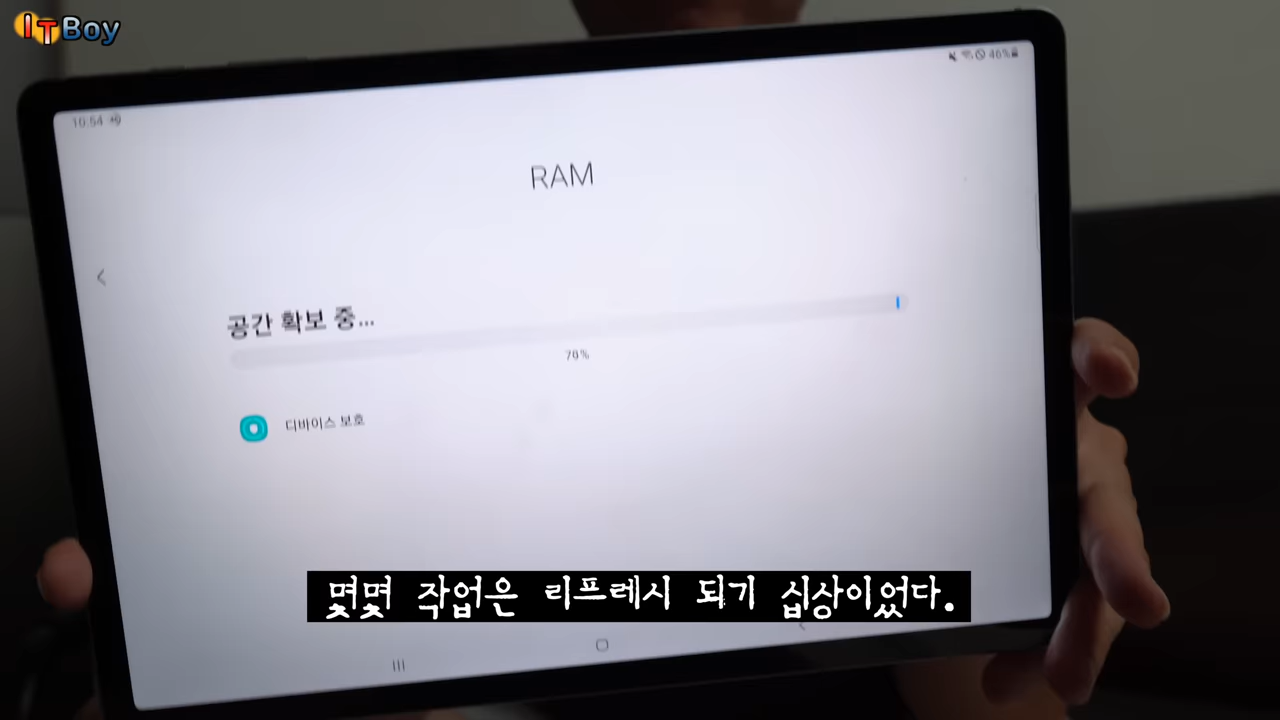 ITBoy
10:54
46%
RAM
공간 확보 중...
70%
디바이스 보호
몇몇 작업은 리프레시 되기 십상이었다.